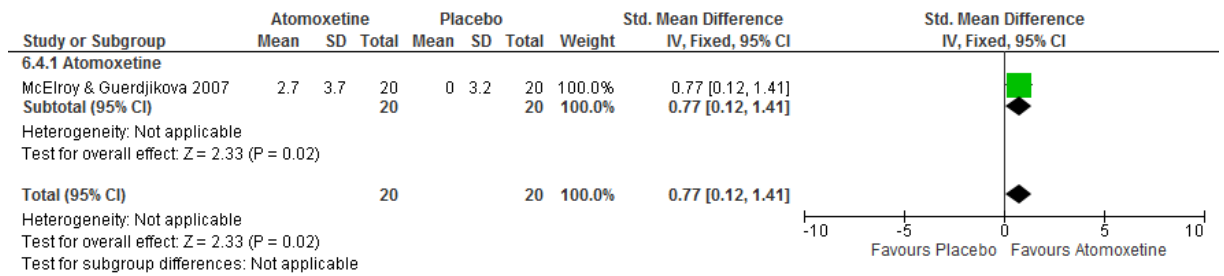 Atomoxetine Placebo Std. Mean Difference Std. Mean Difference
Study or Subgroup Mean SD Total Mean SD Total Weight IV, Fixed, 95% CI IV, Fixed, 95% CI
6.4.1 Atomoxetine
McElroy & Guerdjikova 2007 2.7 3.7 20 0 3.2 20 100.0% 0.77 [0.12, 1.41]
Subtotal (95% CI) 20 20 100.0% 0.77 [0.12, 1.41]
Heterogeneity: Not applicable
Test for overall effect: Z = 2.33 (P = 0.02)
Total (95% CI) 20 20 100.0% 0.77 [0.12, 1.41]
Heterogeneity: Not applicable
Test for overall effect: Z = 2.33 (P = 0.02)
Test for subgroup differences: Not applicable
-10 -5 0 5 10
Favours Placebo Favours Atomoxetine